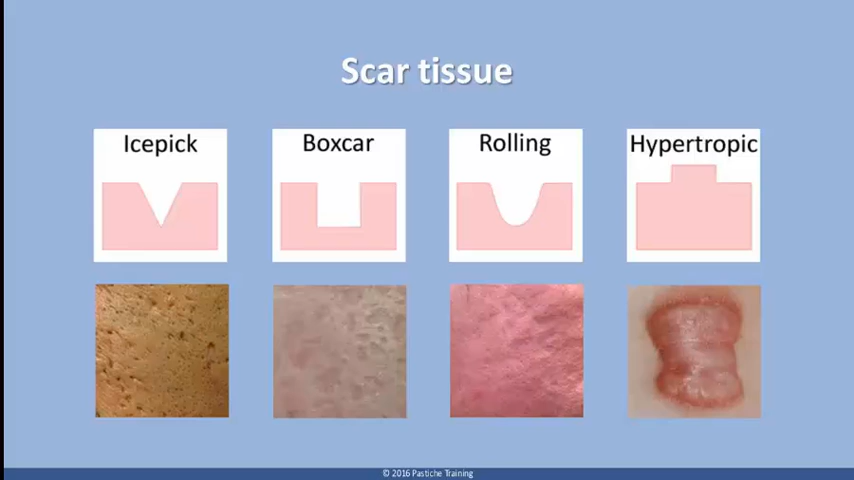 Scar tissue
Icepick
Boxcar
Rolling
Hypertropic
© 2016 Pastiche Training